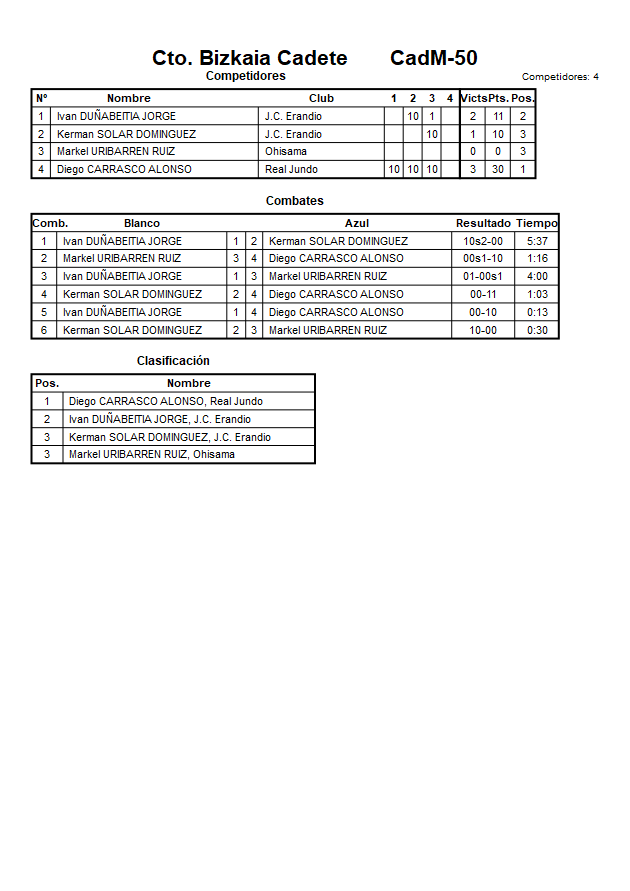 Cto. Bizkaia Cadete CadM-50
Competidores Competidores: 4
Nº Nombre Club 1 2 3 4 Victs Pts. Pos.
1 Ivan DUÑABEITIA JORGE J.C. Erandio 10 1 2 11 2
2 Kerman SOLAR DOMINGUEZ J.C. Erandio 10 1 10 3
3 Markel URIBARREN RUIZ Ohisama 0 0 3
4 Diego CARRASCO ALONSO Real Jundo 10 10 10 3 30 1
Combates
Comb. Blanco Azul Resultado Tiempo
1 Ivan DUÑABEITIA JORGE 1 2 Kerman SOLAR DOMINGUEZ 10s2-00 5:37
2 Markel URIBARREN RUIZ 3 4 Diego CARRASCO ALONSO 00s1-10 1:16
3 Ivan DUÑABEITIA JORGE 1 3 Markel URIBARREN RUIZ 01-00s1 4:00
4 Kerman SOLAR DOMINGUEZ 2 4 Diego CARRASCO ALONSO 00-11 1:03
5 Ivan DUÑABEITIA JORGE 1 4 Diego CARRASCO ALONSO 00-10 0:13
6 Kerman SOLAR DOMINGUEZ 2 3 Markel URIBARREN RUIZ 10-00 0:30
Clasificación
Pos. Nombre
1 Diego CARRASCO ALONSO, Real Jundo
2 Ivan DUÑABEITIA JORGE, J.C. Erandio
3 Kerman SOLAR DOMINGUEZ, J.C. Erandio
3 Markel URIBARREN RUIZ, Ohisama